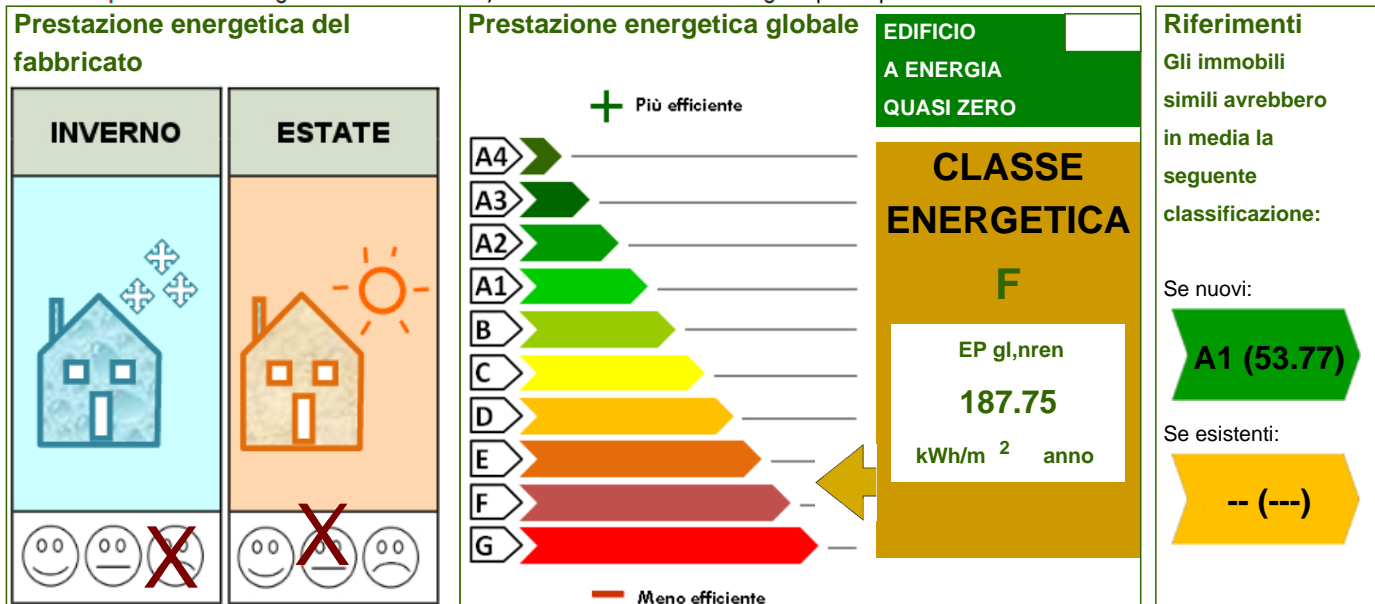 Prestazione energetica del
fabbricato
INVERNO
ESTATE
Prestazione energetica globale
Più efficiente
A4
A3
A2
A1
B
C
D
E
F
G
Meno efficiente
EDIFICIO
A ENERGIA
QUASI ZERO
CLASSE
ENERGETICA
F
EP gl,nren
187.75
kWh/m 2 anno
Riferimenti
Gli immobili
simili avrebbero
in media la
seguente
classificazione:
Se nuovi:
A1 (53.77)
Se esistenti:
-- (---)